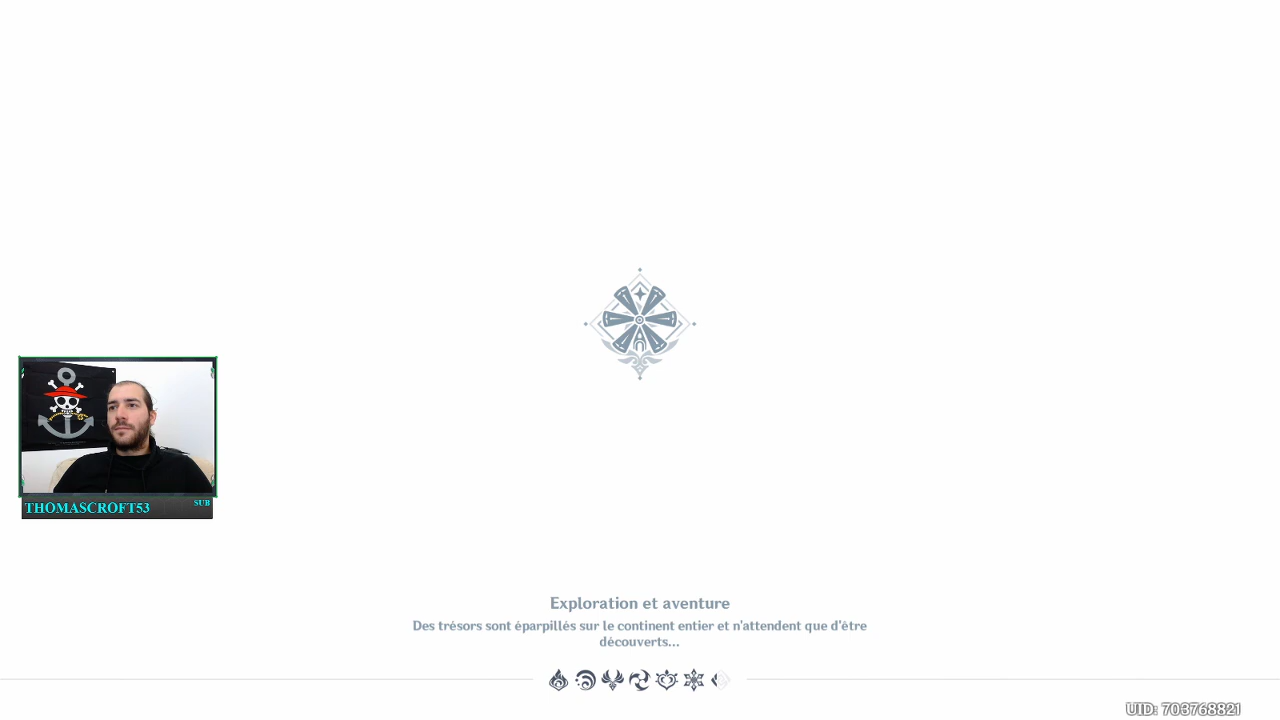 THOMASCROFT53
SUB
Exploration et aventure
Des trésors sont éparpillés sur le continent entier et n'attendent que d'être
découverts...
UID: 703768821